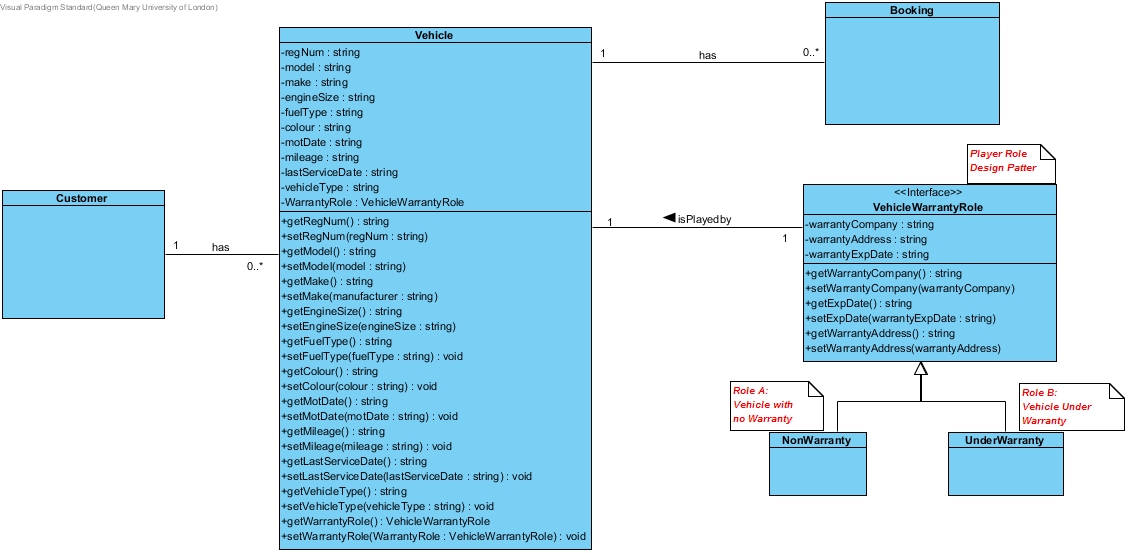 Visual Paradigm Standard(Queen Mary University of London)
Booking
Vehicle
-regNum : string
-model : string
-make : string
-engineSize : string
-fuelType : string
-colour : string
-motDate : string
-mileage : string
-lastServiceDate : string
-vehicleType : string
-WarrantyRole : VehicleWarrantyRole
+getRegNum() : string
+setRegNum(regNum : string)
+getModel() : string
+setModel(model : string)
+getMake() : string
+setMake(manufacturer : string)
+getEngineSize() : string
+setEngineSize(engineSize : string)
+getFuelType() : string
+setFuelType(fuelType : string) : void
+getColour() : string
+setColour(colour : string) : void
+getMotDate() : string
+setMotDate(motDate : string) : void
+getMileage() : string
+setMileage(mileage : string) : void
+getLastServiceDate() : string
+setLastServiceDate(lastServiceDate : string) : void
+getVehicleType() : string
+setVehicleType(vehicleType : string) : void
+getWarrantyRole() : VehicleWarrantyRole
+setWarrantyRole(WarrantyRole : VehicleWarrantyRole) : void
1
has
0..*
Customer
1
has
0..*
Player Role
Design Patter
<<Interface>>
VehicleWarrantyRole
-warrantyCompany : string
-warrantyAddress : string
-warrantyExpDate : string
+getWarrantyCompany() : string
+setWarrantyCompany(warrantyCompany)
+getExpDate() : string
+setExpDate(warrantyExpDate : string)
+getWarrantyAddress() : string
+setWarrantyAddress(warrantyAddress)
1
isPlayedby
1
Role A:
Vehicle with
no Warranty
Role B:
Vehicle Under
Warranty
NonWarranty
UnderWarranty